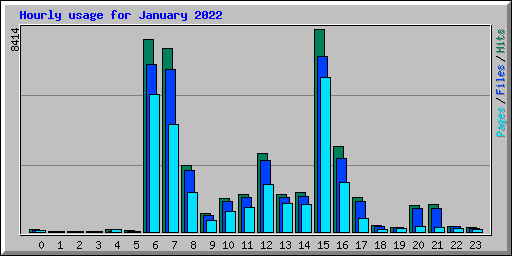 Hourly usage for January 2022
8414
Pages/Files/Hits
0 1 2 3 4 5 6 7 8 9 10 11 12 13 14 15 16 17 18 19 20 21 22 23